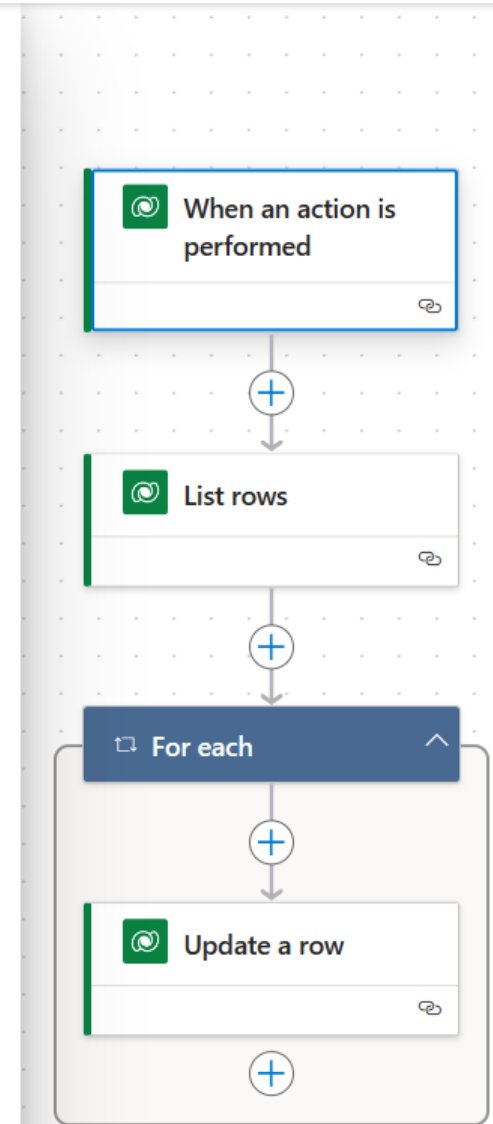 When an action is
performed
List rows
For each
Update a row